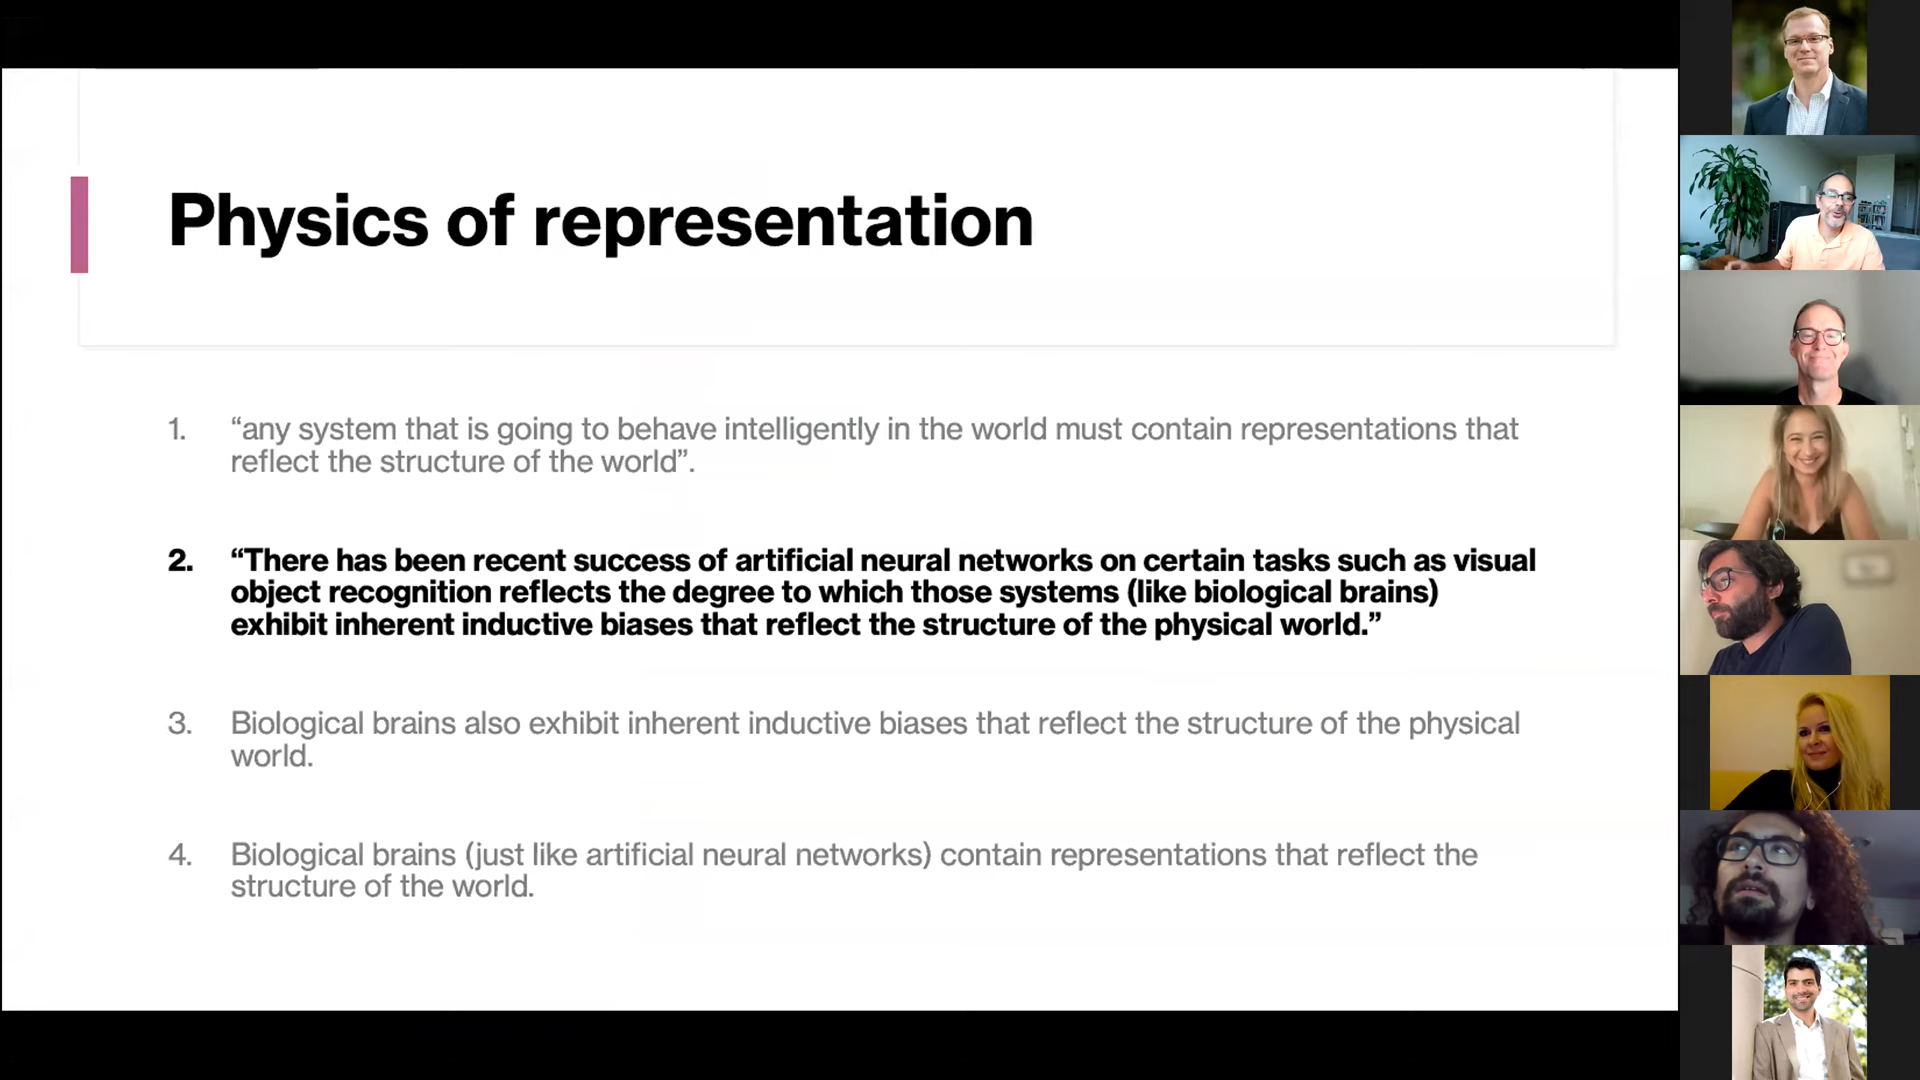 Physics of representation
1. “any system that is going to behave intelligently in the world must contain representations that
reflect the structure of the world”.
2. “There has been recent success of artificial neural networks on certain tasks such as visual
object recognition reflects the degree to which those systems (like biological brains)
exhibit inherent inductive biases that reflect the structure of the physical world.”
3. Biological brains also exhibit inherent inductive biases that reflect the structure of the physical
world.
4. Biological brains (just like artificial neural networks) contain representations that reflect the
structure of the world.